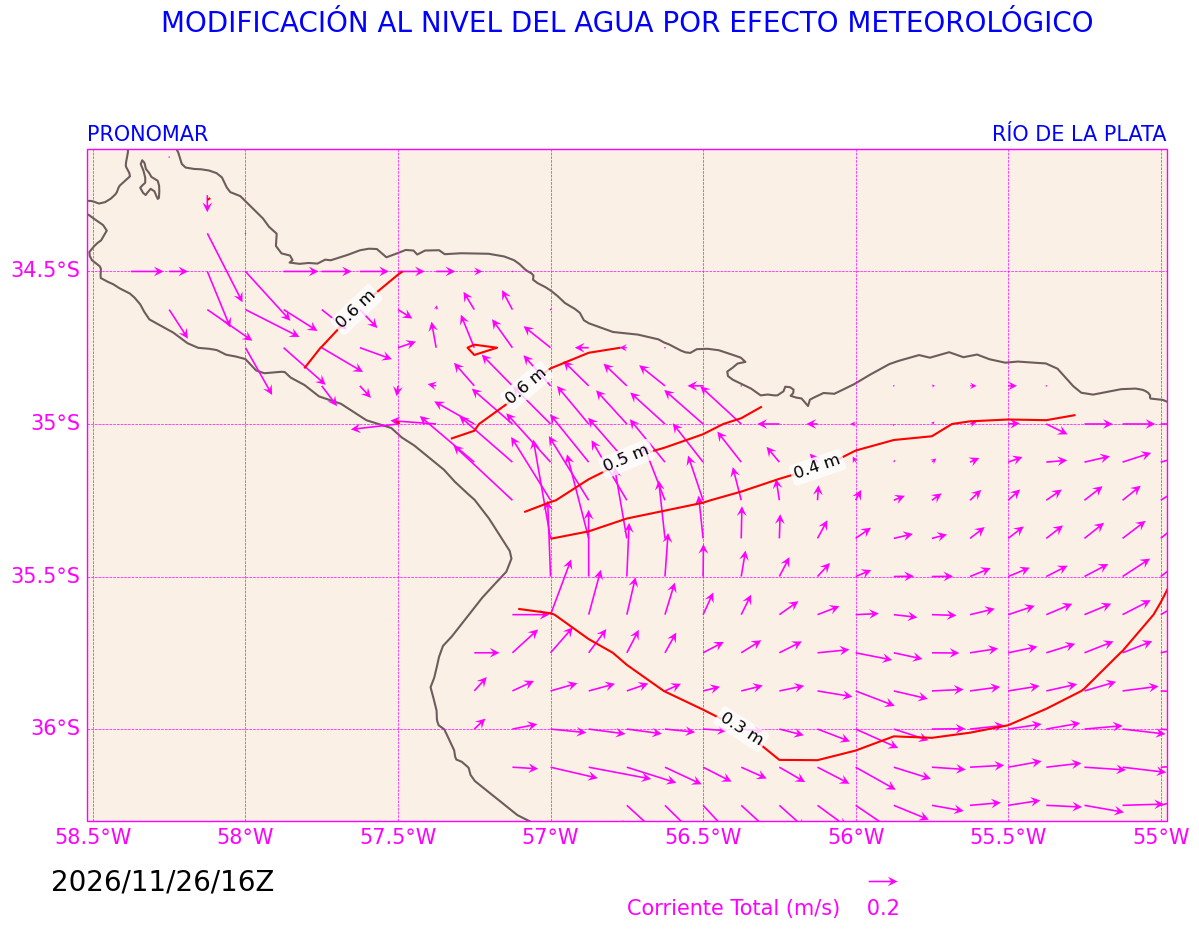 MODIFICACIÓN AL NIVEL DEL AGUA POR EFECTO METEOROLÓGICO
PRONOMAR RÍO DE LA PLATA
34.5°S
0.6 m
0.6 m
35°S
0.5 m
0.4 m
35.5°S
36°S
0.3 m
58.5°W 58°W 57.5°W 57°W 56.5°W 56°W 55.5°W 55°W
2026/11/26/16Z
Corriente Total (m/s) 0.2